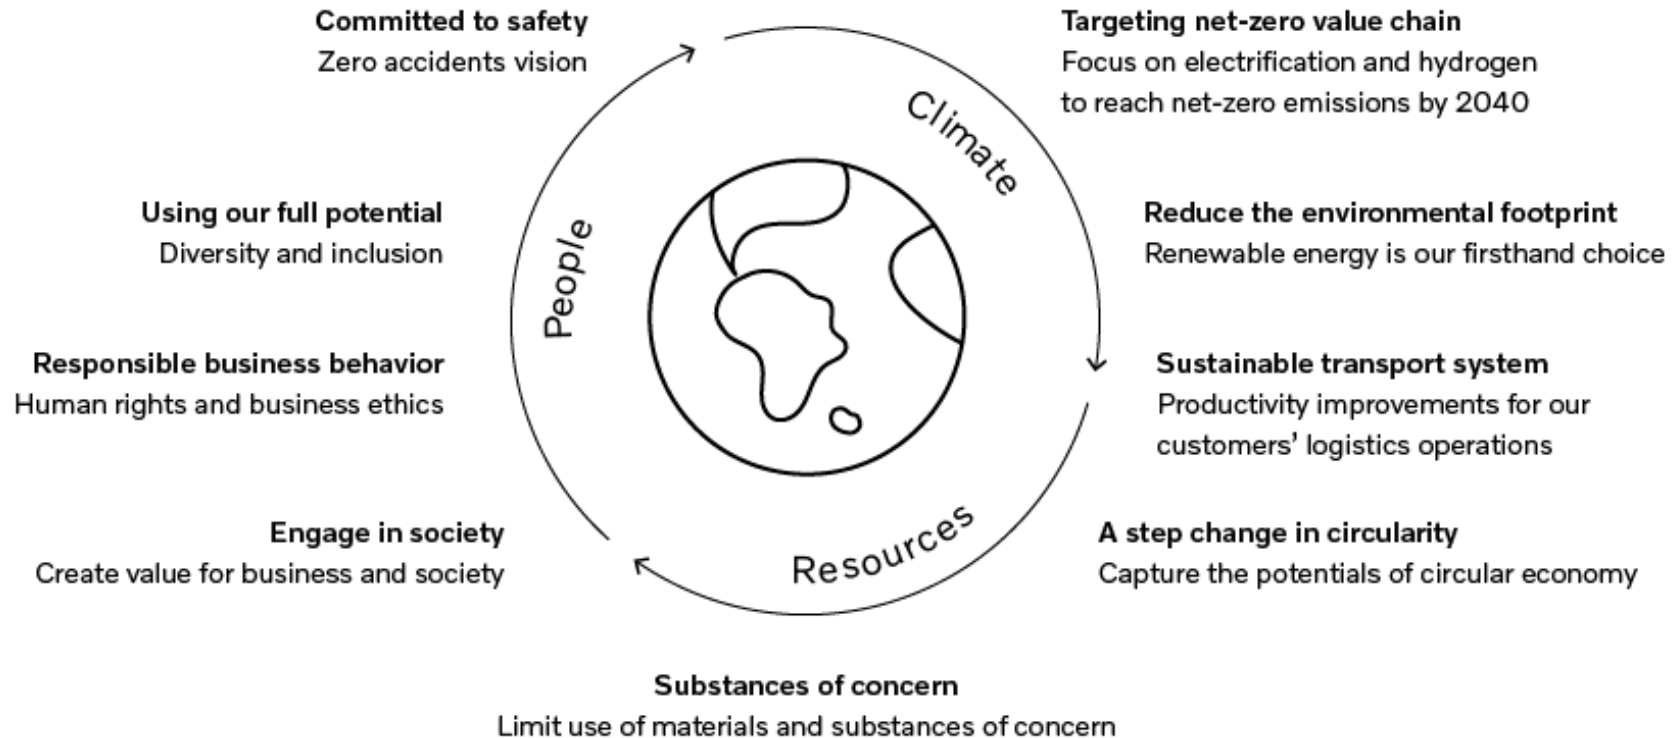 Committed to safety
Zero accidents vision
Targeting net-zero value chain
Focus on electrification and hydrogen
to reach net-zero emissions by 2040
Climate
Using our full potential
Diversity and inclusion
People
Reduce the environmental footprint
Renewable energy is our firsthand choice
Responsible business behavior
Human rights and business ethics
Sustainable transport system
Productivity improvements for our
customers’ logistics operations
Engage in society
Create value for business and society
Resources
A step change in circularity
Capture the potentials of circular economy
Substances of concern
Limit use of materials and substances of concern